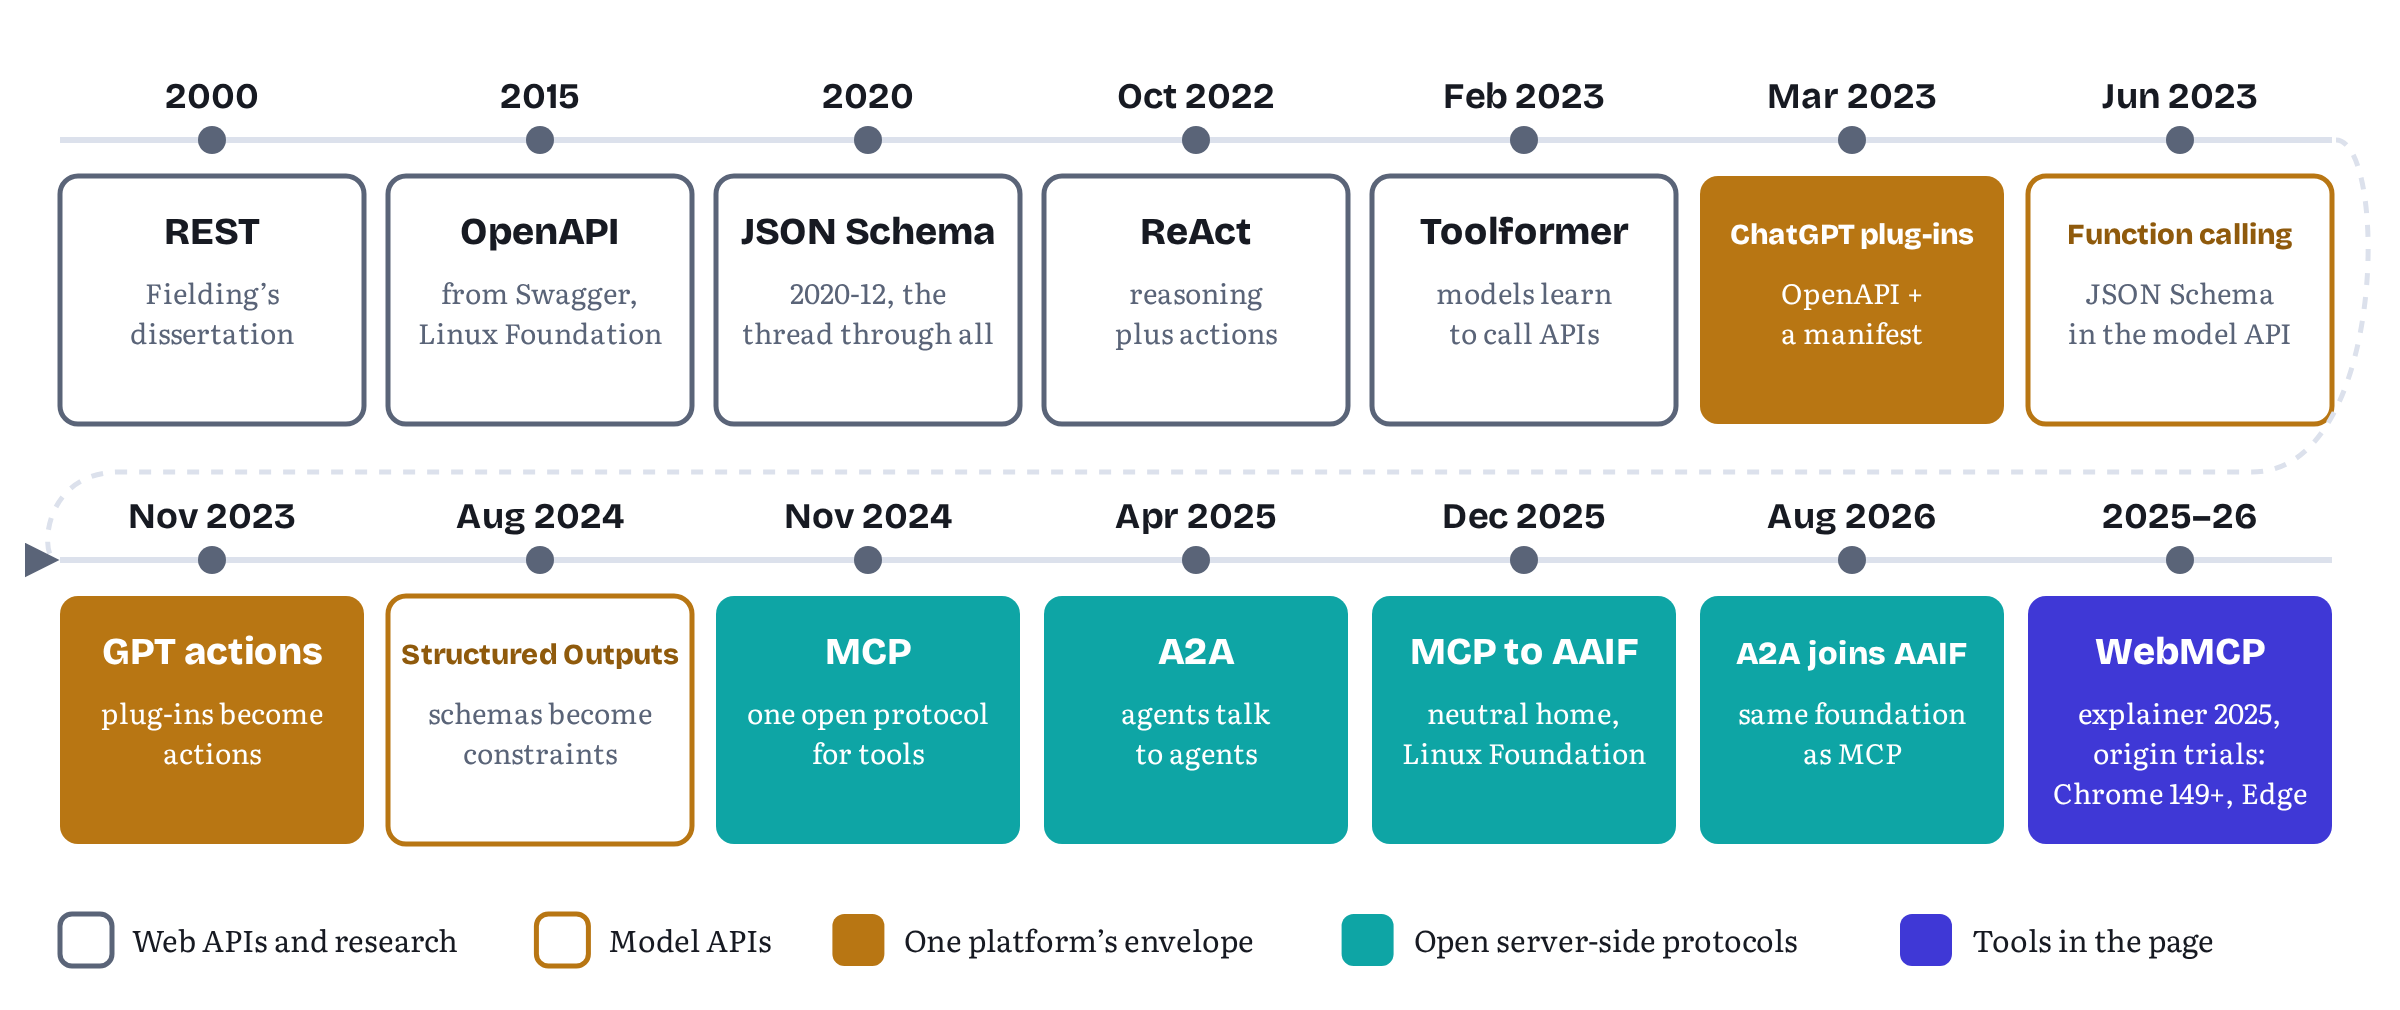 2000
2015
2020
Oct 2022
Feb 2023
Mar 2023
Jun 2023
REST
Fielding’s
dissertation
OpenAPI
from Swagger,
Linux Foundation
JSON Schema
2020-12, the
thread through all
ReAct
reasoning
plus actions
Toolformer
models learn
to call APIs
ChatGPT plug-ins
OpenAPI +
a manifest
Function calling
JSON Schema
in the model API
Nov 2023
Aug 2024
Nov 2024
Apr 2025
Dec 2025
Aug 2026
2025–26
GPT actions
plug-ins become
actions
Structured Outputs
schemas become
constraints
MCP
one open protocol
for tools
A2A
agents talk
to agents
MCP to AAIF
neutral home,
Linux Foundation
A2A joins AAIF
same foundation
as MCP
WebMCP
explainer 2025,
origin trials:
Chrome 149+, Edge
Web APIs and research
Model APIs
One platform’s envelope
Open server-side protocols
Tools in the page